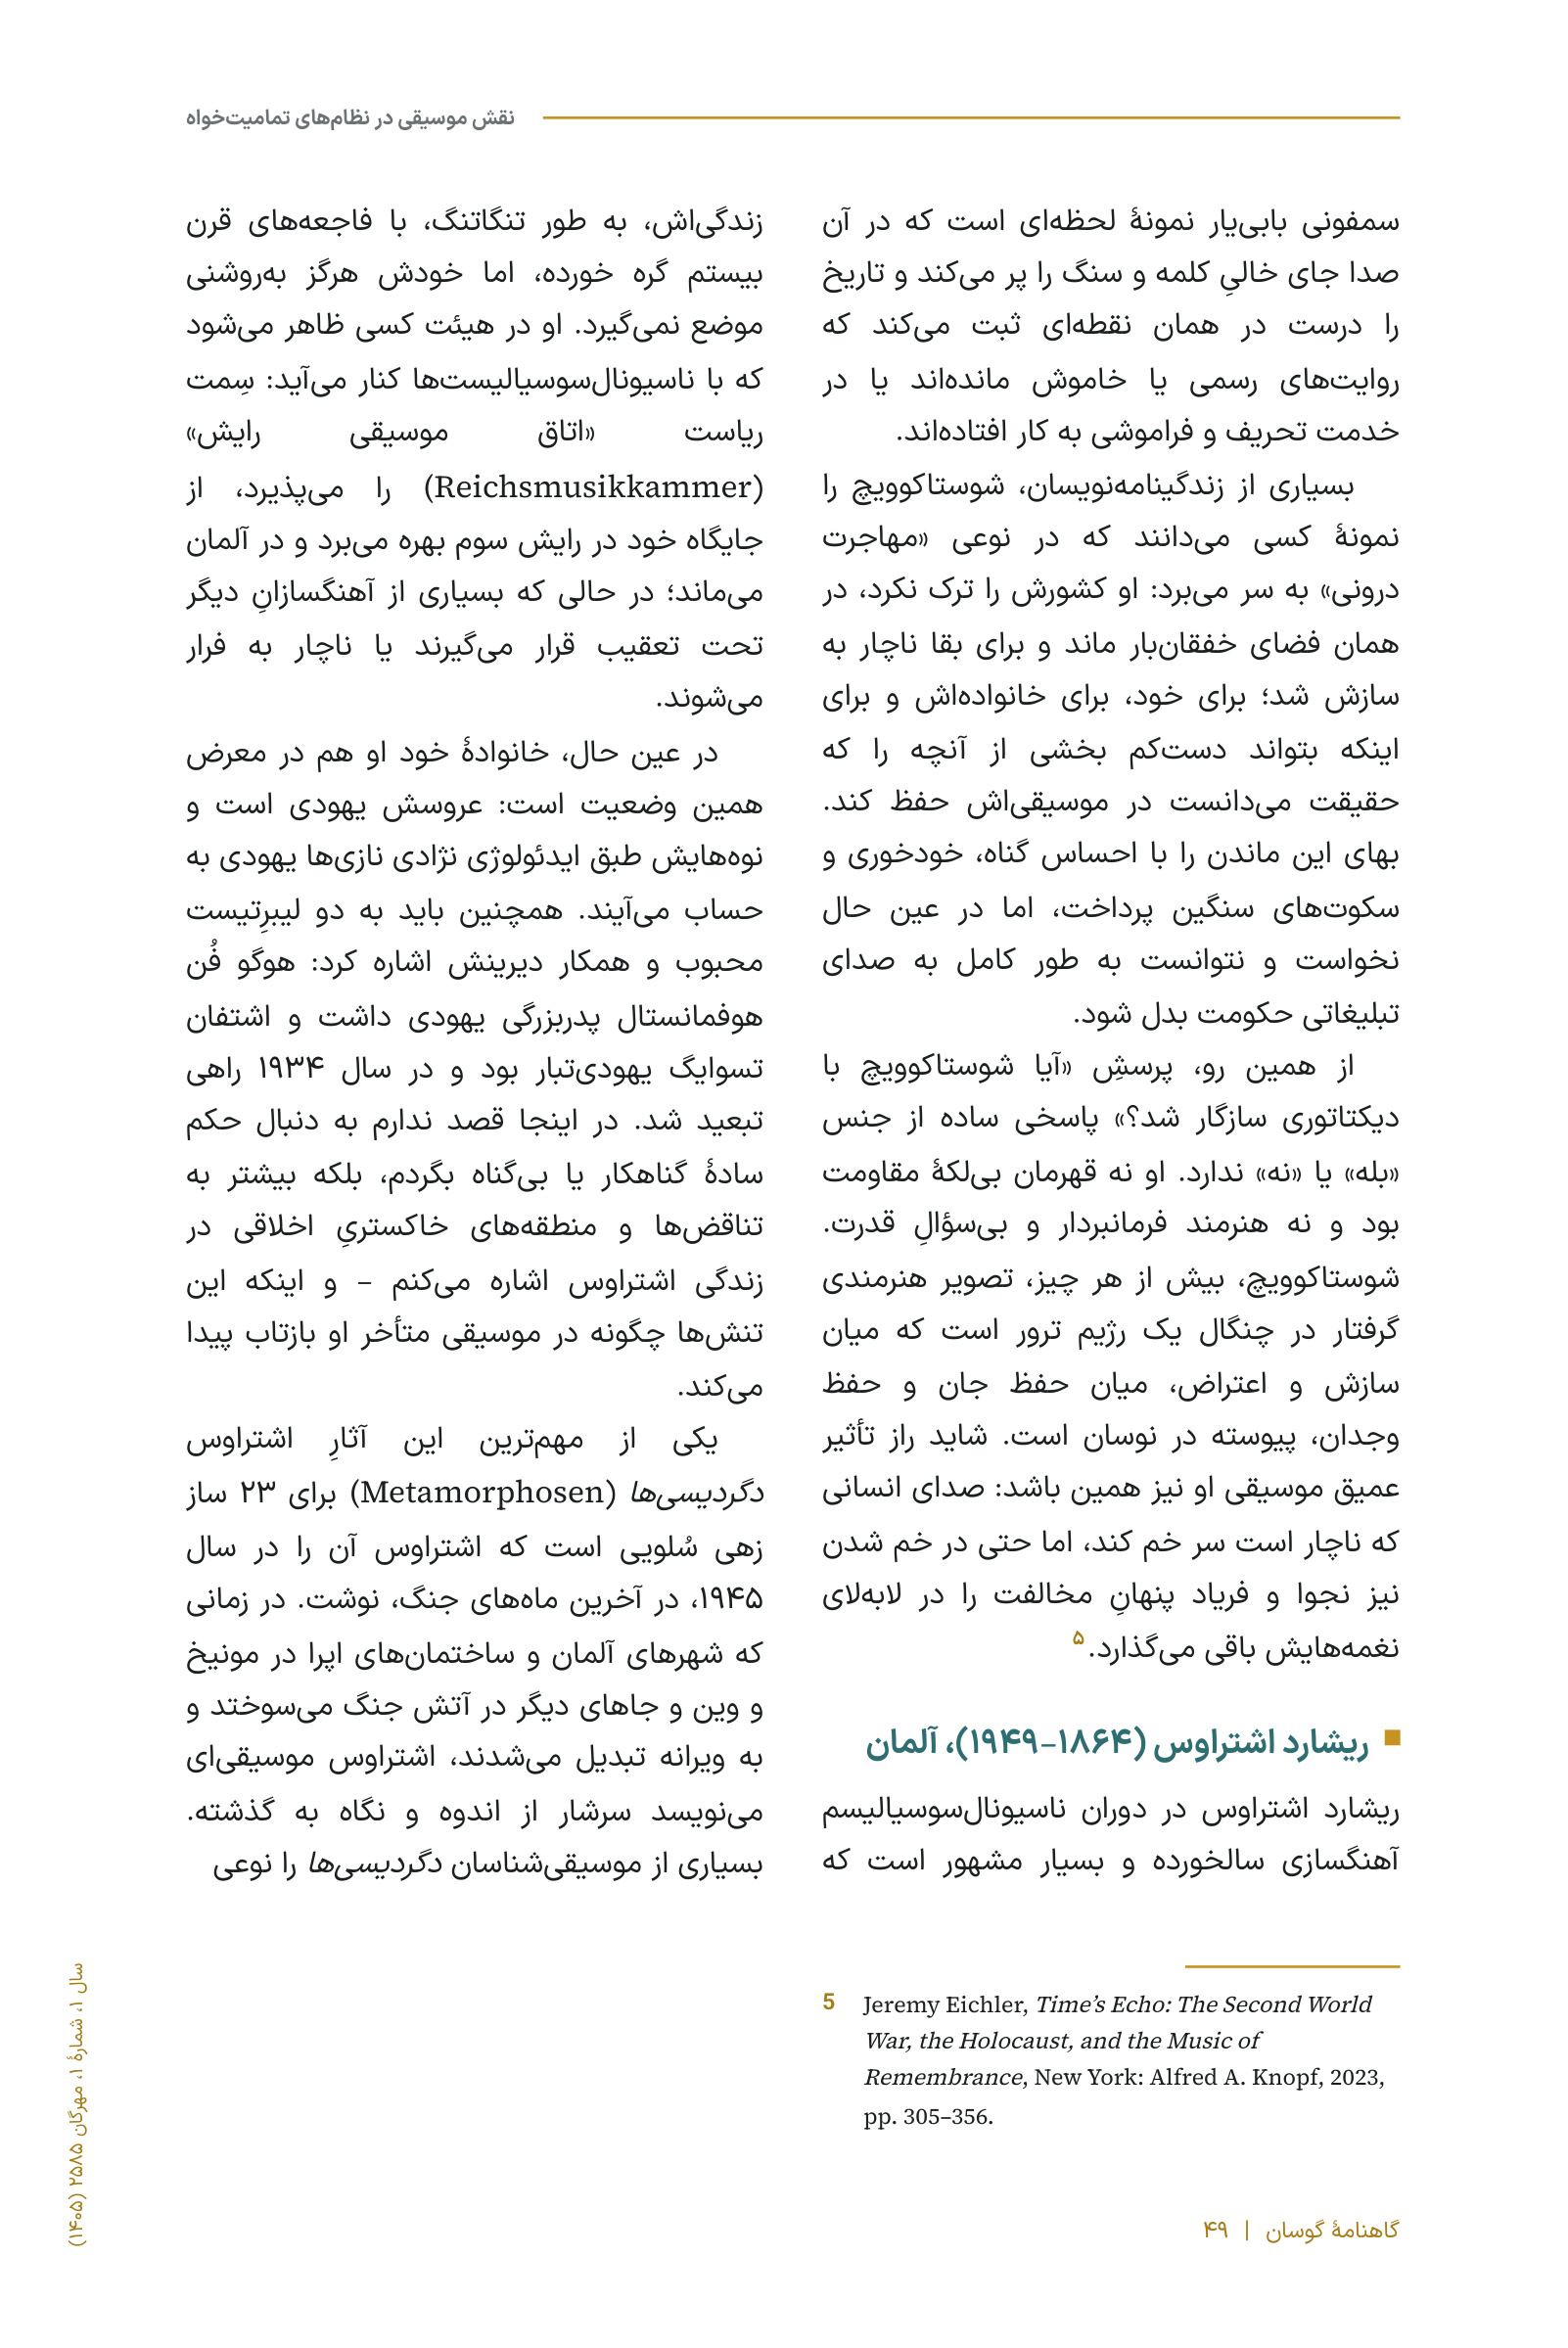 نقش موسیقی در نظام‌های تمامیت‌خواه
سمفونی بابی‌یار نمونهٔ لحظه‌ای است که در آن
صدا جای خالیِ کلمه و سنگ را پر می‌کند و تاریخ
را درست در همان نقطه‌ای ثبت می‌کند که
روایت‌های رسمی یا خاموش مانده‌اند یا در
خدمت تحریف و فراموشی به کار افتاده‌اند.
بسیاری از زندگینامه‌نویسان، شوستاکوویچ را
نمونهٔ کسی می‌دانند که در نوعی «مهاجرت
درونی» به سر می‌برد: او کشورش را ترک نکرد، در
همان فضای خفقان‌بار ماند و برای بقا ناچار به
سازش شد؛ برای خود، برای خانواده‌اش و برای
اینکه بتواند دست‌کم بخشی از آنچه را که
حقیقت می‌دانست در موسیقی‌اش حفظ کند.
بهای این ماندن را با احساس گناه، خودخوری و
سکوت‌های سنگین پرداخت، اما در عین حال
نخواست و نتوانست به طور کامل به صدای
تبلیغاتی حکومت بدل شود.
از همین رو، پرسشِ «آیا شوستاکوویچ با
دیکتاتوری سازگار شد؟» پاسخی ساده از جنس
«بله» یا «نه» ندارد. او نه قهرمان بی‌لکهٔ مقاومت
بود و نه هنرمند فرمانبردار و بی‌سؤالِ قدرت.
شوستاکوویچ، بیش از هر چیز، تصویر هنرمندی
گرفتار در چنگال یک رژیم ترور است که میان
سازش و اعتراض، میان حفظ جان و حفظ
وجدان، پیوسته در نوسان است. شاید راز تأثیر
عمیق موسیقی او نیز همین باشد: صدای انسانی
که ناچار است سر خم کند، اما حتی در خم شدن
نیز نجوا و فریاد پنهانِ مخالفت را در لابه‌لای
نغمه‌هایش باقی می‌گذارد.۵
ریشارد اشتراوس (۱۸۶۴–۱۹۴۹)، آلمان
ریشارد اشتراوس در دوران ناسیونال‌سوسیالیسم
آهنگسازی سالخورده و بسیار مشهور است که
زندگی‌اش، به طور تنگاتنگ، با فاجعه‌های قرن
بیستم گره خورده، اما خودش هرگز به‌روشنی
موضع نمی‌گیرد. او در هیئت کسی ظاهر می‌شود
که با ناسیونال‌سوسیالیست‌ها کنار می‌آید: سِمت
ریاست «اتاق موسیقی رایش»
(Reichsmusikkammer) را می‌پذیرد، از
جایگاه خود در رایش سوم بهره می‌برد و در آلمان
می‌ماند؛ در حالی که بسیاری از آهنگسازانِ دیگر
تحت تعقیب قرار می‌گیرند یا ناچار به فرار
می‌شوند.
در عین حال، خانوادهٔ خود او هم در معرض
همین وضعیت است: عروسش یهودی است و
نوه‌هایش طبق ایدئولوژی نژادی نازی‌ها یهودی به
حساب می‌آیند. همچنین باید به دو لیبرِتیست
محبوب و همکار دیرینش اشاره کرد: هوگو فُن
هوفمانستال پدربزرگی یهودی داشت و اشتفان
تسوایگ یهودی‌تبار بود و در سال ۱۹۳۴ راهی
تبعید شد. در اینجا قصد ندارم به دنبال حکم
سادهٔ گناهکار یا بی‌گناه بگردم، بلکه بیشتر به
تناقض‌ها و منطقه‌های خاکستریِ اخلاقی در
زندگی اشتراوس اشاره می‌کنم – و اینکه این
تنش‌ها چگونه در موسیقی متأخر او بازتاب پیدا
می‌کند.
یکی از مهم‌ترین این آثارِ اشتراوس
دگردیسی‌ها (Metamorphosen) برای ۲۳ ساز
زهی سُلویی است که اشتراوس آن را در سال
۱۹۴۵، در آخرین ماه‌های جنگ، نوشت. در زمانی
که شهرهای آلمان و ساختمان‌های اپرا در مونیخ
و وین و جاهای دیگر در آتش جنگ می‌سوختد و
به ویرانه تبدیل می‌شدند، اشتراوس موسیقی‌ای
می‌نویسد سرشار از اندوه و نگاه به گذشته.
بسیاری از موسیقی‌شناسان دگردیسی‌ها را نوعی
5 Jeremy Eichler, Time’s Echo: The Second World
War, the Holocaust, and the Music of
Remembrance, New York: Alfred A. Knopf, 2023,
pp. 305–356.
سال ۱، شمارهٔ ۱، مهرگان ۲۵۸۵ (۱۴۰۵)
گاهنامهٔ گوسان | ۴۹